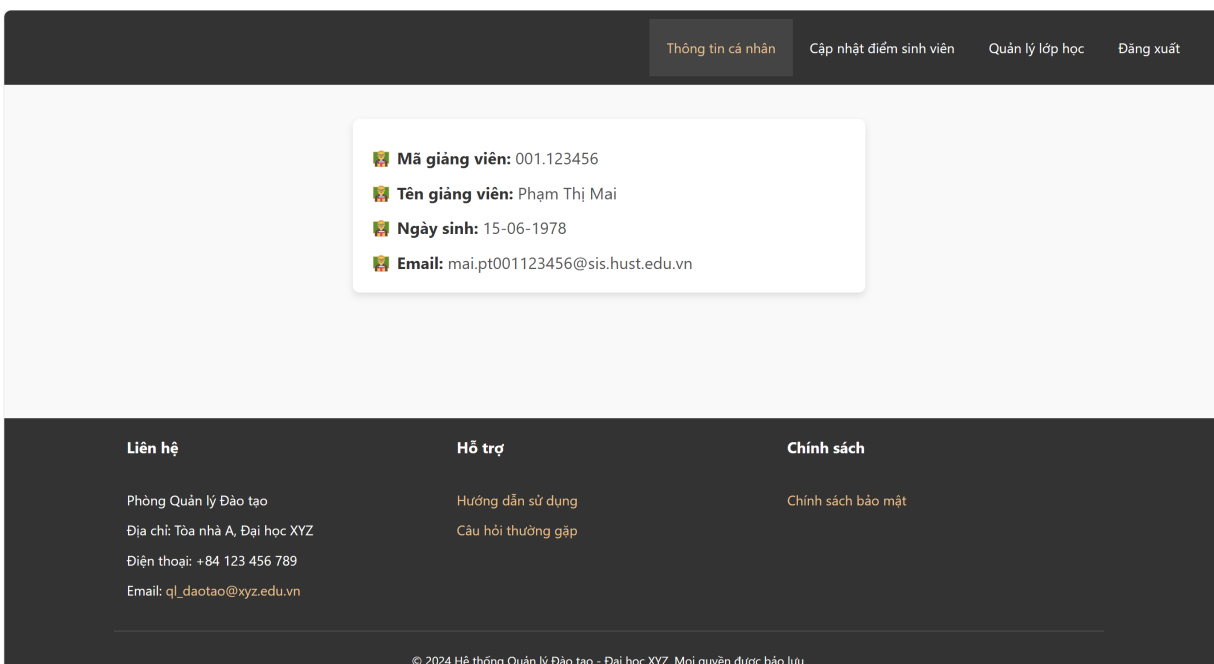 Thông tin cá nhân Cập nhật điểm sinh viên Quản lý lớp học Đăng xuất
Mã giảng viên: 001.123456
Tên giảng viên: Phạm Thị Mai
Ngày sinh: 15-06-1978
Email: mai.pt001123456@sis.hust.edu.vn
Liên hệ
Phòng Quản lý Đào tạo
Địa chỉ: Tòa nhà A, Đại học XYZ
Điện thoại: +84 123 456 789
Email: ql_daotao@xyz.edu.vn
Hỗ trợ
Hướng dẫn sử dụng
Câu hỏi thường gặp
Chính sách
Chính sách bảo mật
© 2024 Hệ thống Quản lý Đào tạo - Đại học XYZ. Mọi quyền được bảo lưu.